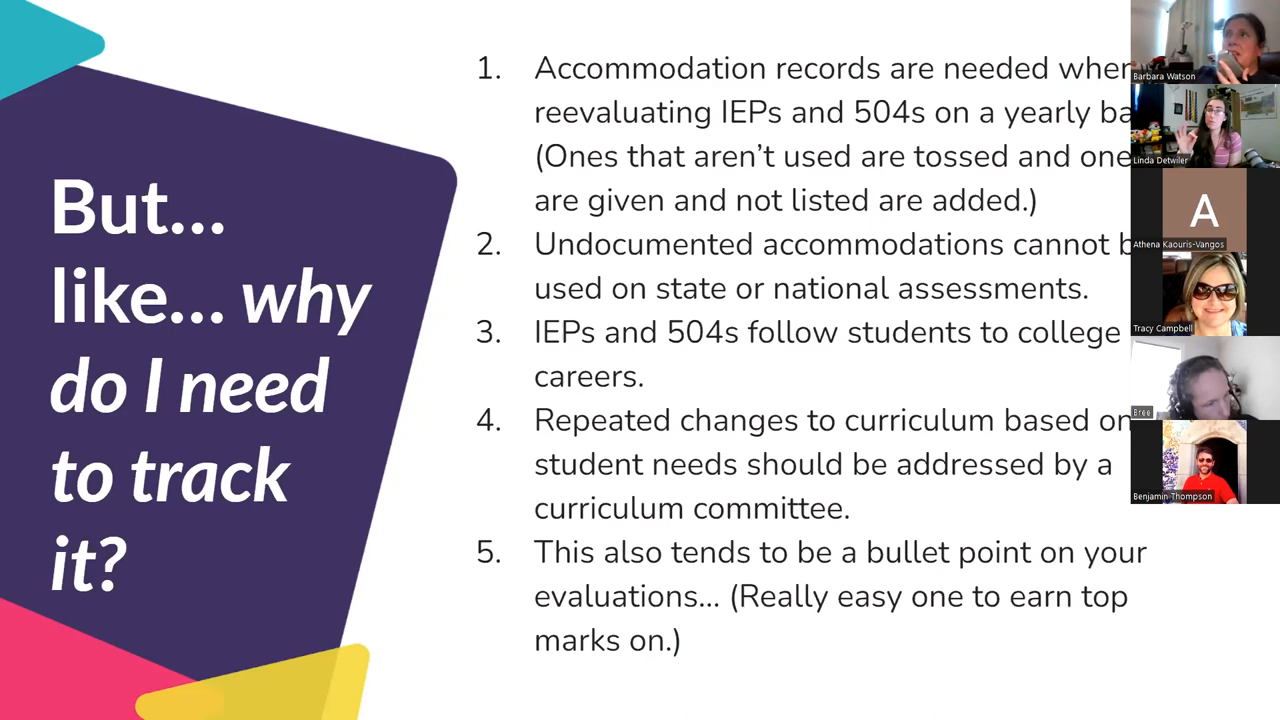 But…
like… why
do I need
to track
it?
1. Accommodation records are needed when
reevaluating IEPs and 504s on a yearly
(Ones that aren’t used are tossed and
are given and not listed are added.)
2. Undocumented accommodations cannot
used on state or national assessments.
3. IEPs and 504s follow students to college
careers.
4. Repeated changes to curriculum based on
student needs should be addressed by a
curriculum committee.
5. This also tends to be a bullet point on your
evaluations… (Really easy one to earn top
marks on.)
Barbara Watson
Linda Detwiler
A
Athena Kaouris-Vangos
Tracy Campbell
Bree
Benjamin Thompson